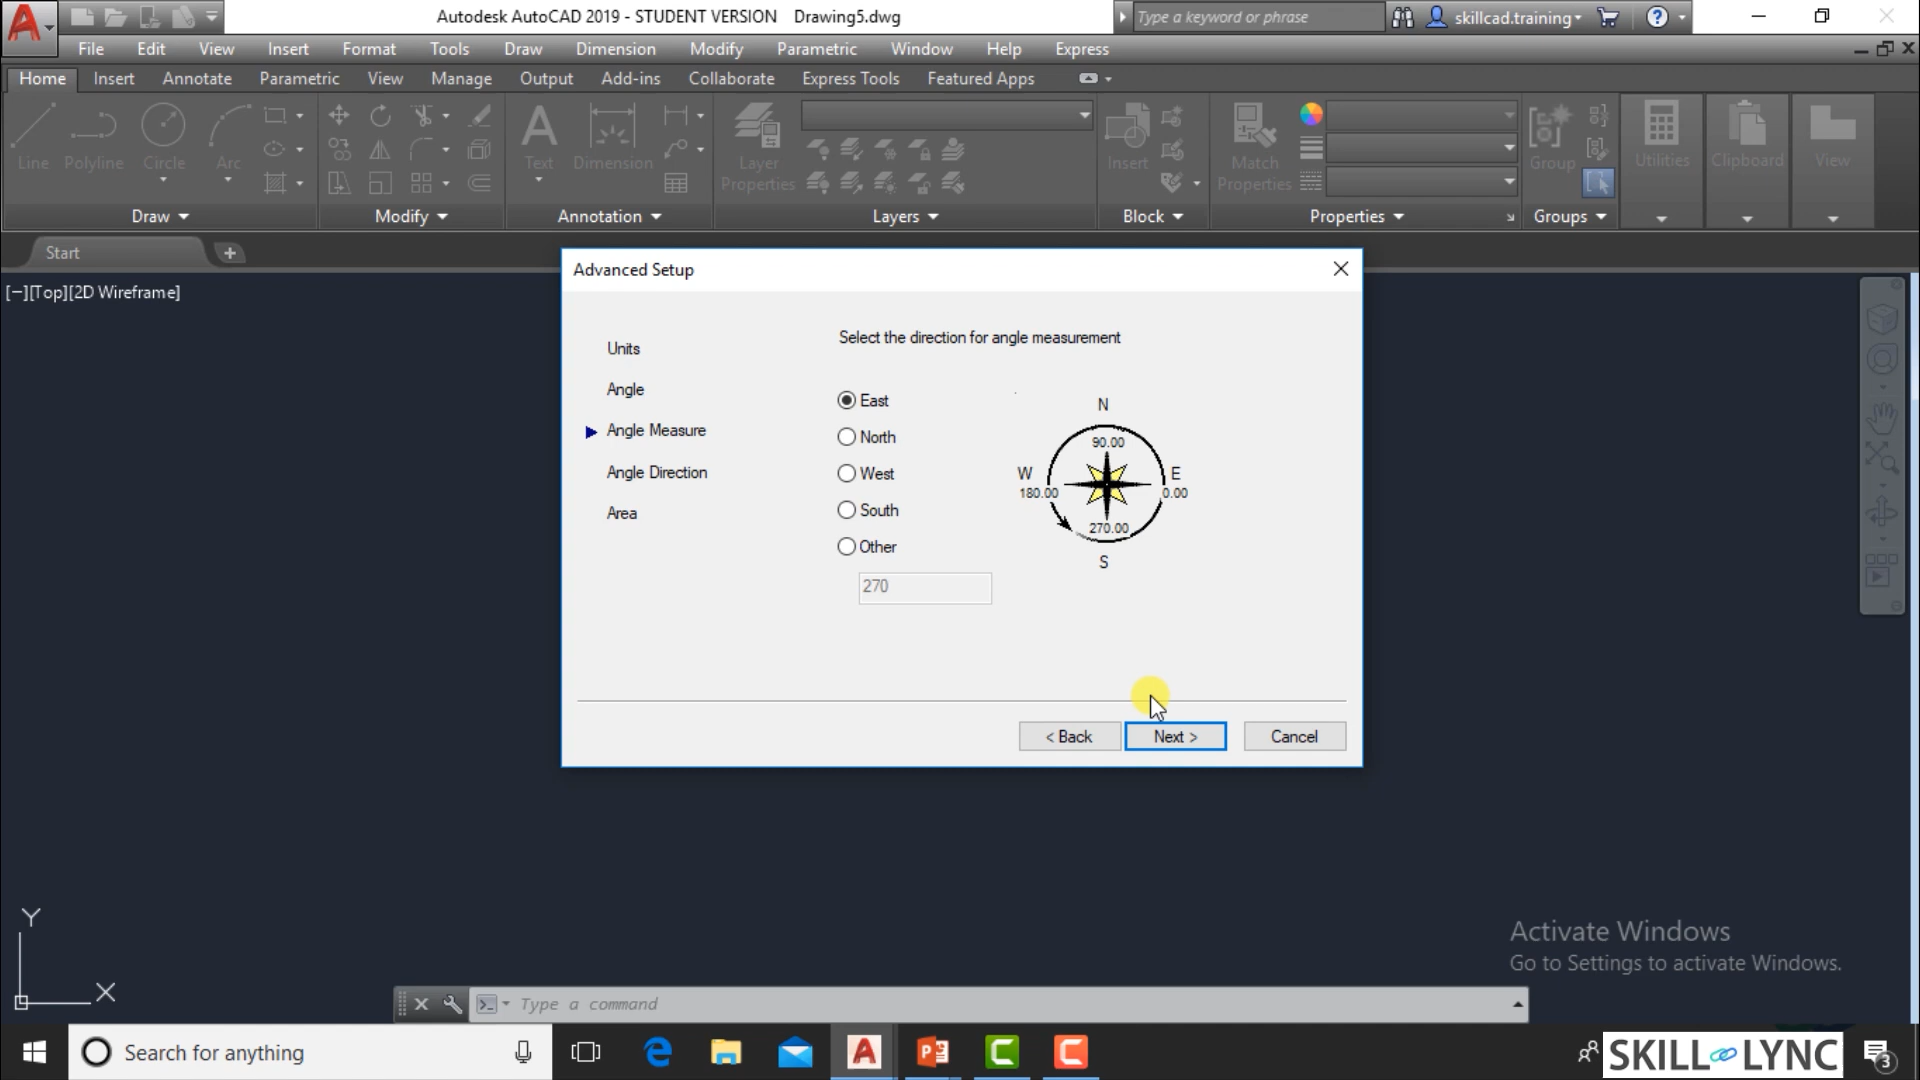 Autodesk AutoCAD 2019 - STUDENT VERSION Drawing5.dwg
Type a keyword or phrase
skillcad.training
File Edit View Insert Format Tools Draw Dimension Modify Parametric Window Help Express
Home Insert Annotate Parametric View Manage Output Add-ins Collaborate Express Tools Featured Apps
Line Polyline Circle Arc
Text Dimension
Layer Properties
Insert
Match Properties
Group
Utilities
Clipboard
View
Draw Modify Annotation Layers Block Properties Groups
Start
[−][Top][2D Wireframe]
Advanced Setup
Units
Angle
Angle Measure
Angle Direction
Area
Select the direction for angle measurement
East
North
West
South
Other
270
N
90.00
W
180.00
E
0.00
270.00
S
< Back
Next >
Cancel
Y
X
Activate Windows
Go to Settings to activate Windows.
Type a command
Search for anything
SKILL LYNC
3